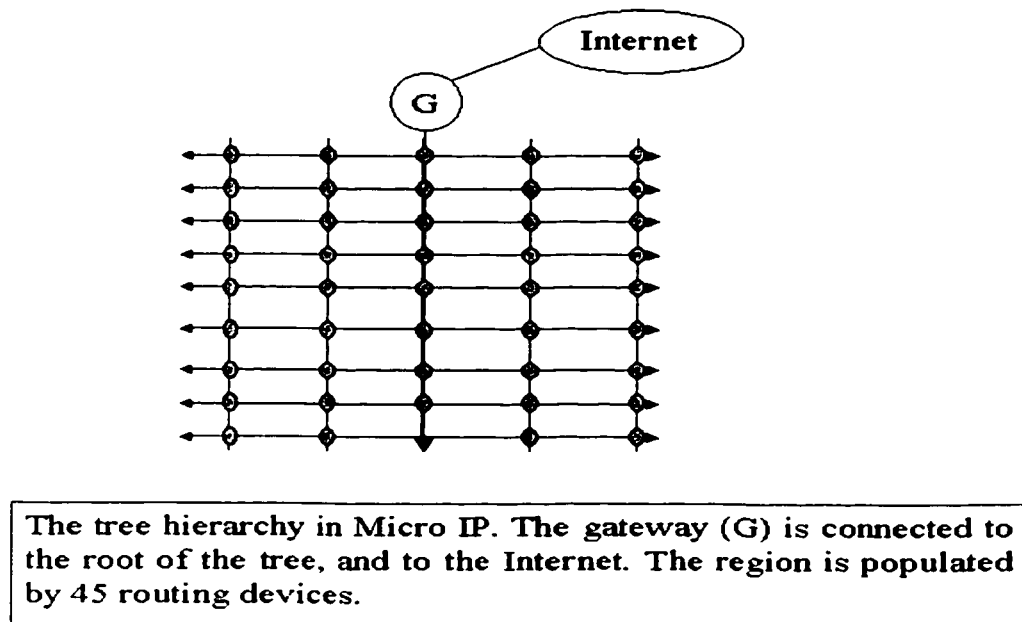 Internet
G
The tree hierarchy in Micro IP. The gateway (G) is connected to
the root of the tree, and to the Internet. The region is populated
by 45 routing devices.